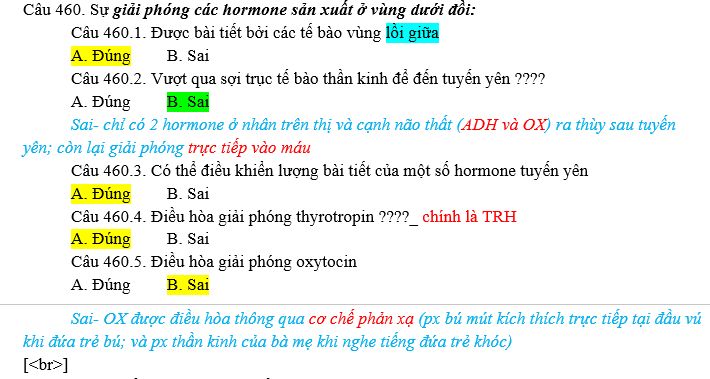 Câu 460. Sự giải phóng các hormone sản xuất ở vùng dưới đồi:
Câu 460.1. Được bài tiết bởi các tế bào vùng lồi giữa
A. Đúng B. Sai
Câu 460.2. Vượt qua sợi trục tế bào thần kinh để đến tuyến yên ????
A. Đúng B. Sai
Sai- chỉ có 2 hormone ở nhân trên thị và cạnh não thất (ADH và OX) ra thùy sau tuyến
yên; còn lại giải phóng trực tiếp vào máu
Câu 460.3. Có thể điều khiển lượng bài tiết của một số hormone tuyến yên
A. Đúng B. Sai
Câu 460.4. Điều hòa giải phóng thyrotropin ????_ chính là TRH
A. Đúng B. Sai
Câu 460.5. Điều hòa giải phóng oxytocin
A. Đúng B. Sai
Sai- OX được điều hòa thông qua cơ chế phản xạ (px bú mút kích thích trực tiếp tại đầu vú
khi đứa trẻ bú; và px thần kinh của bà mẹ khi nghe tiếng đứa trẻ khóc)
[<br>]